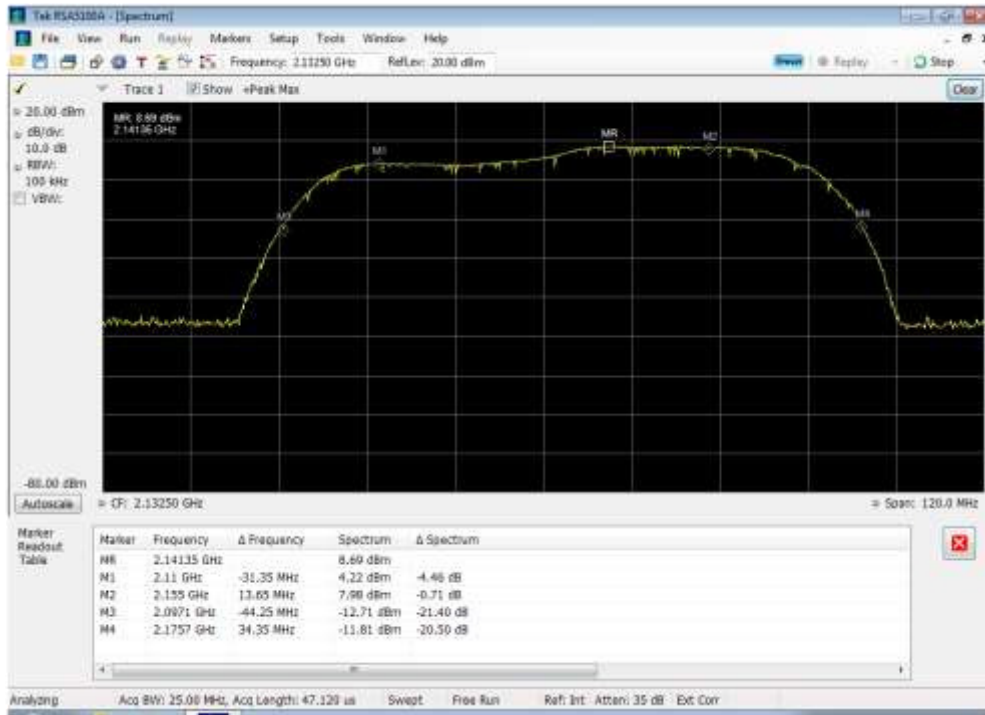 Tek RSA5100A - [Spectrum]
File View Run Replay Markers Setup Tools Window Help
Frequency: 2.13250 GHz RefLev: 20.00 dBm Preset Replay Stop
Trace 1 Show +Peak Max Clear
20.00 dBm
dB/div:
10.0 dB
RBW:
100 kHz
VBW:
MR: 8.69 dBm
2.14135 GHz
M1
MR
M2
M3
M4
-80.00 dBm
Autoscale CF: 2.13250 GHz Span: 120.0 MHz
Marker
Readout
Table
Marker Frequency Δ Frequency Spectrum Δ Spectrum
MR 2.14135 GHz 8.69 dBm
M1 2.11 GHz -31.35 MHz 4.22 dBm -4.46 dB
M2 2.155 GHz 13.65 MHz 7.98 dBm -0.71 dB
M3 2.0971 GHz -44.25 MHz -12.71 dBm -21.40 dB
M4 2.1757 GHz 34.35 MHz -11.81 dBm -20.50 dB
Analyzing Acq BW: 25.00 MHz, Acq Length: 47.120 us Swept Free Run Ref: Int Atten: 35 dB Ext Corr